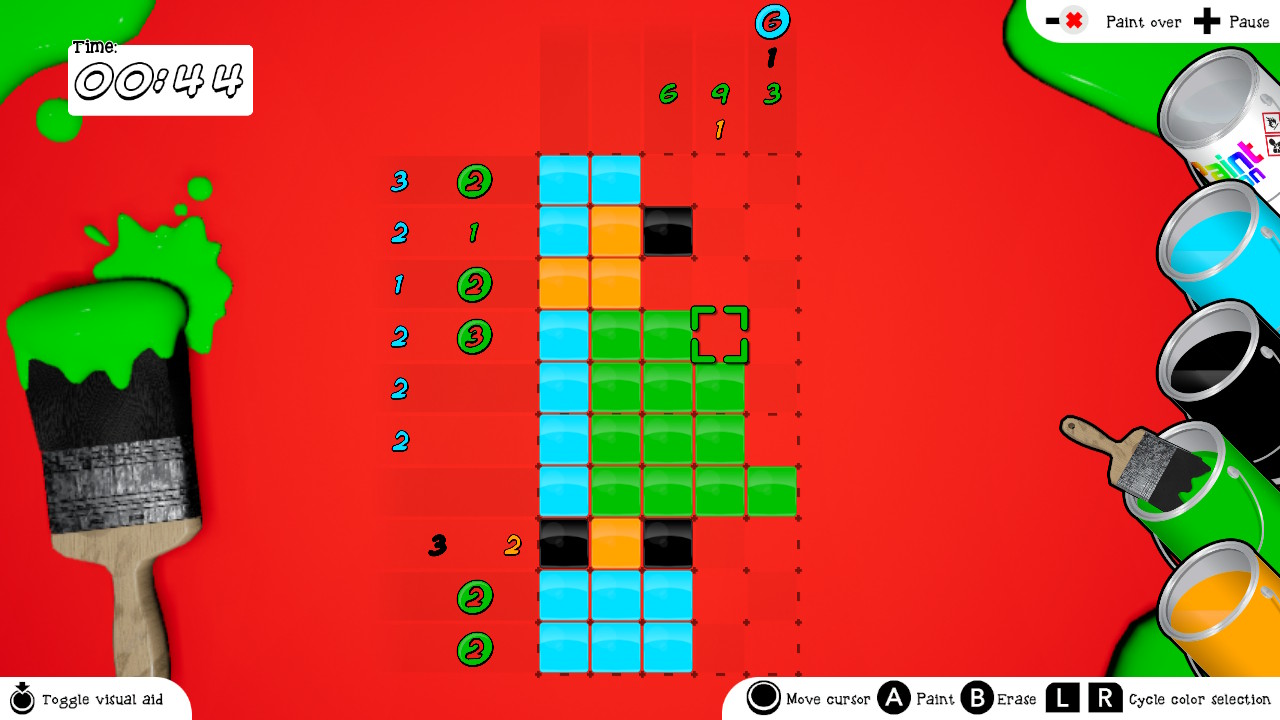 Time:
00:44
Paint over
Pause
6
1
6 9 3
1
3 2
2 1
1 2
2 3
2
2
3 2
2
2
Toggle visual aid
Move cursor A Paint B Erase L R Cycle color selection